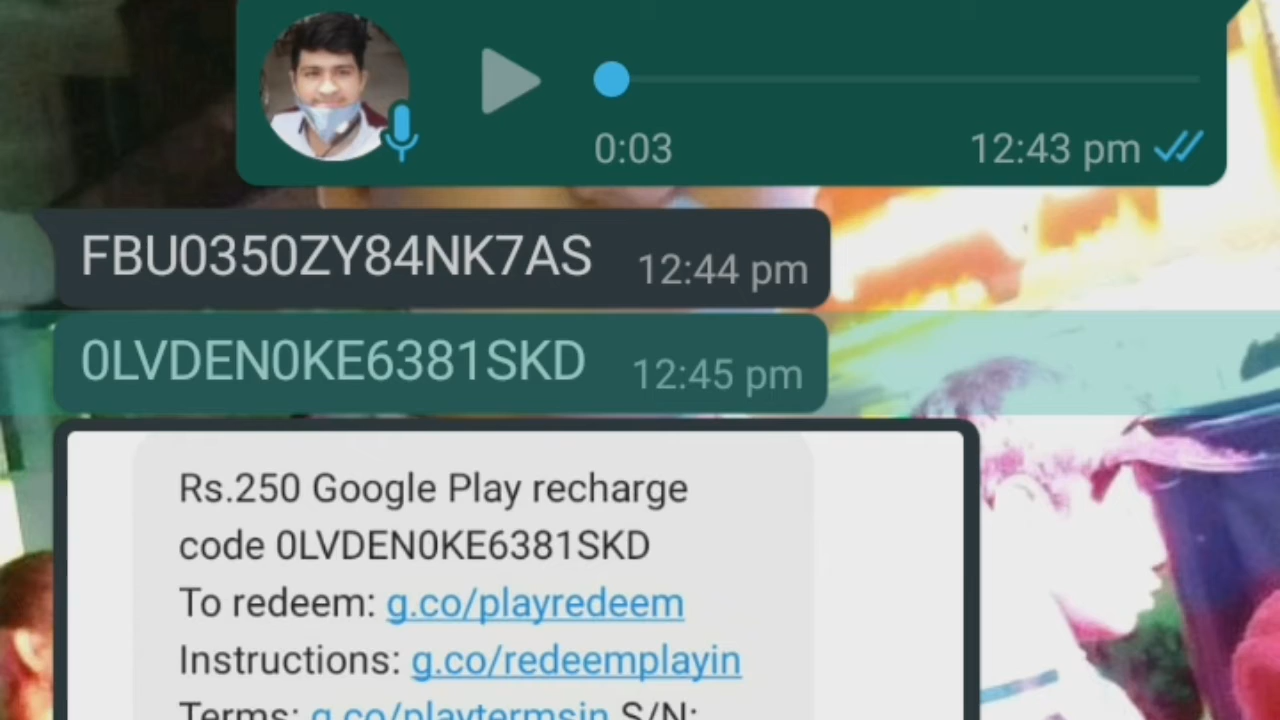 0:03
12:43 pm
FBU0350ZY84NK7AS 12:44 pm
0LVDEN0KE6381SKD 12:45 pm
Rs.250 Google Play recharge
code 0LVDEN0KE6381SKD
To redeem: g.co/playredeem
Instructions: g.co/redeemplayin
Terms: g.co/playtermsin S/N: